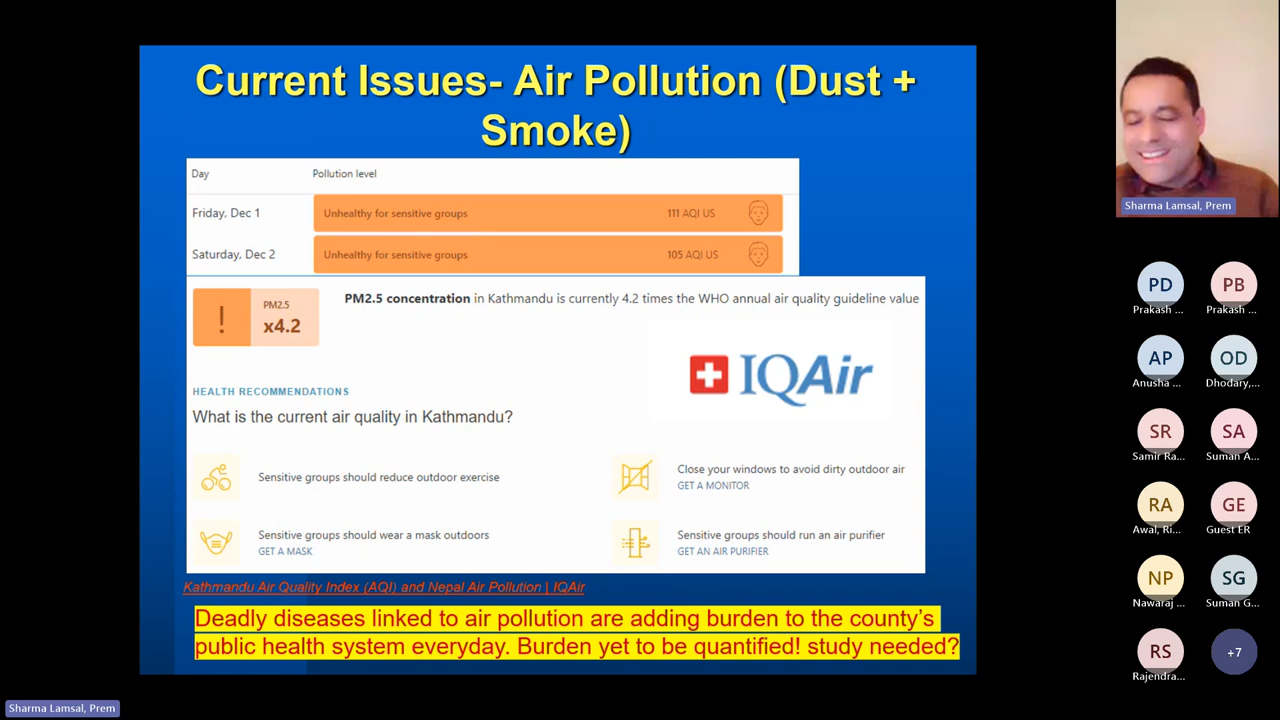 Current Issues- Air Pollution (Dust +
Smoke)
Day Pollution level
Friday, Dec 1 Unhealthy for sensitive groups 111 AQI US
Saturday, Dec 2 Unhealthy for sensitive groups 105 AQI US
! PM2.5
x4.2
PM2.5 concentration in Kathmandu is currently 4.2 times the WHO annual air quality guideline value
IQAir
HEALTH RECOMMENDATIONS
What is the current air quality in Kathmandu?
Sensitive groups should reduce outdoor exercise
Close your windows to avoid dirty outdoor air
GET A MONITOR
Sensitive groups should wear a mask outdoors
GET A MASK
Sensitive groups should run an air purifier
GET AN AIR PURIFIER
Kathmandu Air Quality Index (AQI) and Nepal Air Pollution | IQAir
Deadly diseases linked to air pollution are adding burden to the county's
public health system everyday. Burden yet to be quantified! study needed?
Sharma Lamsal, Prem
PD PB
Prakash ... Prakash ...
AP OD
Anusha ... Dhodary,...
SR SA
Samir Ra... Suman A...
RA GE
Awal, Ri... Guest ER
NP SG
Nawaraj ... Suman G...
RS +7
Rajendra...
Sharma Lamsal, Prem